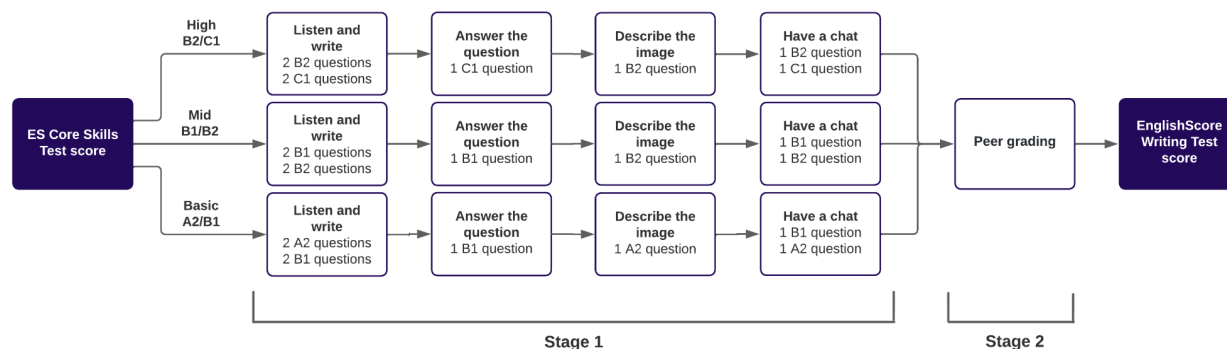 High
B2/C1
Listen and
write
2 B2 questions
2 C1 questions
Answer the
question
1 C1 question
Describe the
image
1 B2 question
Have a chat
1 B2 question
1 C1 question
ES Core Skills
Test score
Mid
B1/B2
Listen and
write
2 B1 questions
2 B2 questions
Answer the
question
1 B1 question
Describe the
image
1 B2 question
Have a chat
1 B1 question
1 B2 question
Peer grading
EnglishScore
Writing Test
score
Basic
A2/B1
Listen and
write
2 A2 questions
2 B1 questions
Answer the
question
1 B1 question
Describe the
image
1 A2 question
Have a chat
1 B1 question
1 A2 question
Stage 1
Stage 2